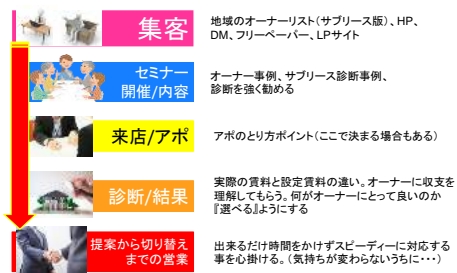 集客
地域のオーナーリスト(サブリース版)、HP、
DM、フリーペーパー、LPサイト
セミナー
開催/内容
オーナー事例、サブリース診断事例、
診断を強く勧める
来店/アポ
アポのとり方ポイント(ここで決まる場合もある)
診断/結果
実際の賃料と設定賃料の違い。オーナーに収支を
理解してもらう。何がオーナーにとって良いのか
『選べる』ようにする
提案から切り替え
までの営業
出来るだけ時間をかけずスピーディーに対応する
事を心掛ける。(気持ちが変わらないうちに・・・)